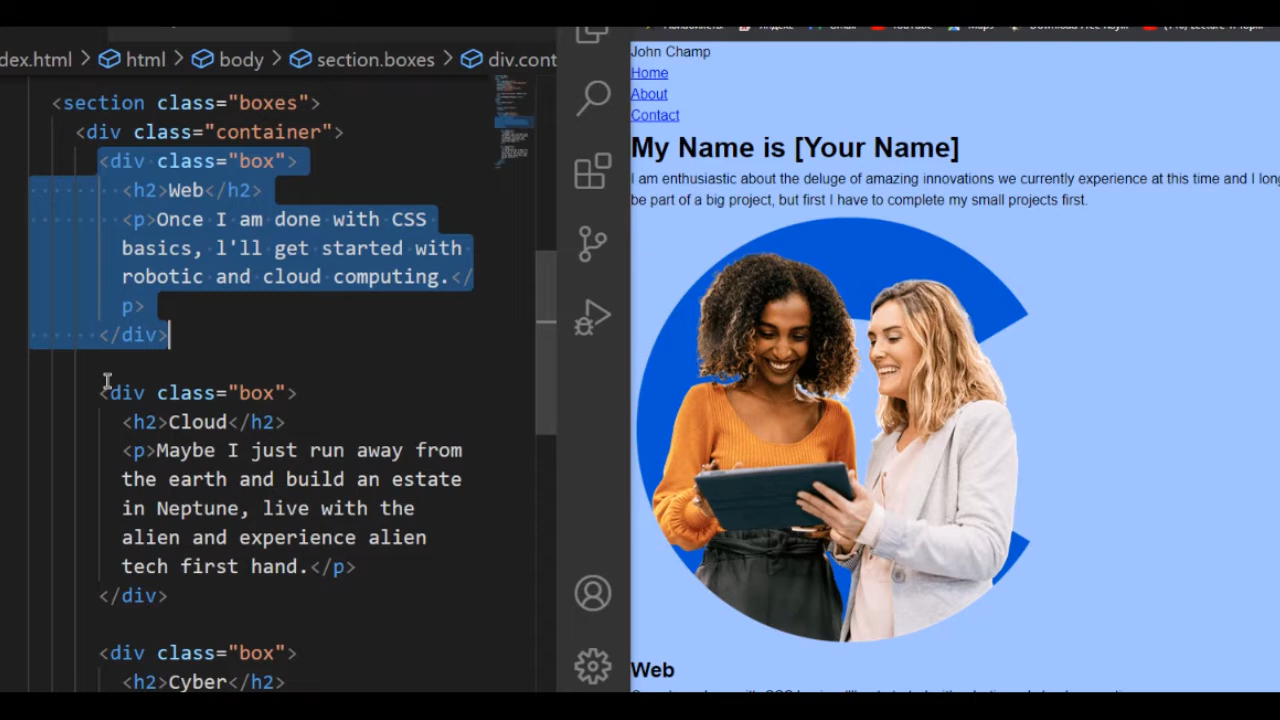 dex.html > html > body > section.boxes > div.cont
<section class="boxes">
<div class="container">
<div class="box">
<h2>Web</h2>
<p>Once I am done with CSS
basics, l'll get started with
robotic and cloud computing.</
p>
</div>
<div class="box">
<h2>Cloud</h2>
<p>Maybe I just run away from
the earth and build an estate
in Neptune, live with the
alien and experience alien
tech first hand.</p>
</div>
<div class="box">
<h2>Cyber</h2>
John Champ
Home
About
Contact
My Name is [Your Name]
I am enthusiastic about the deluge of amazing innovations we currently experience at this time and I long
be part of a big project, but first I have to complete my small projects first.
Web